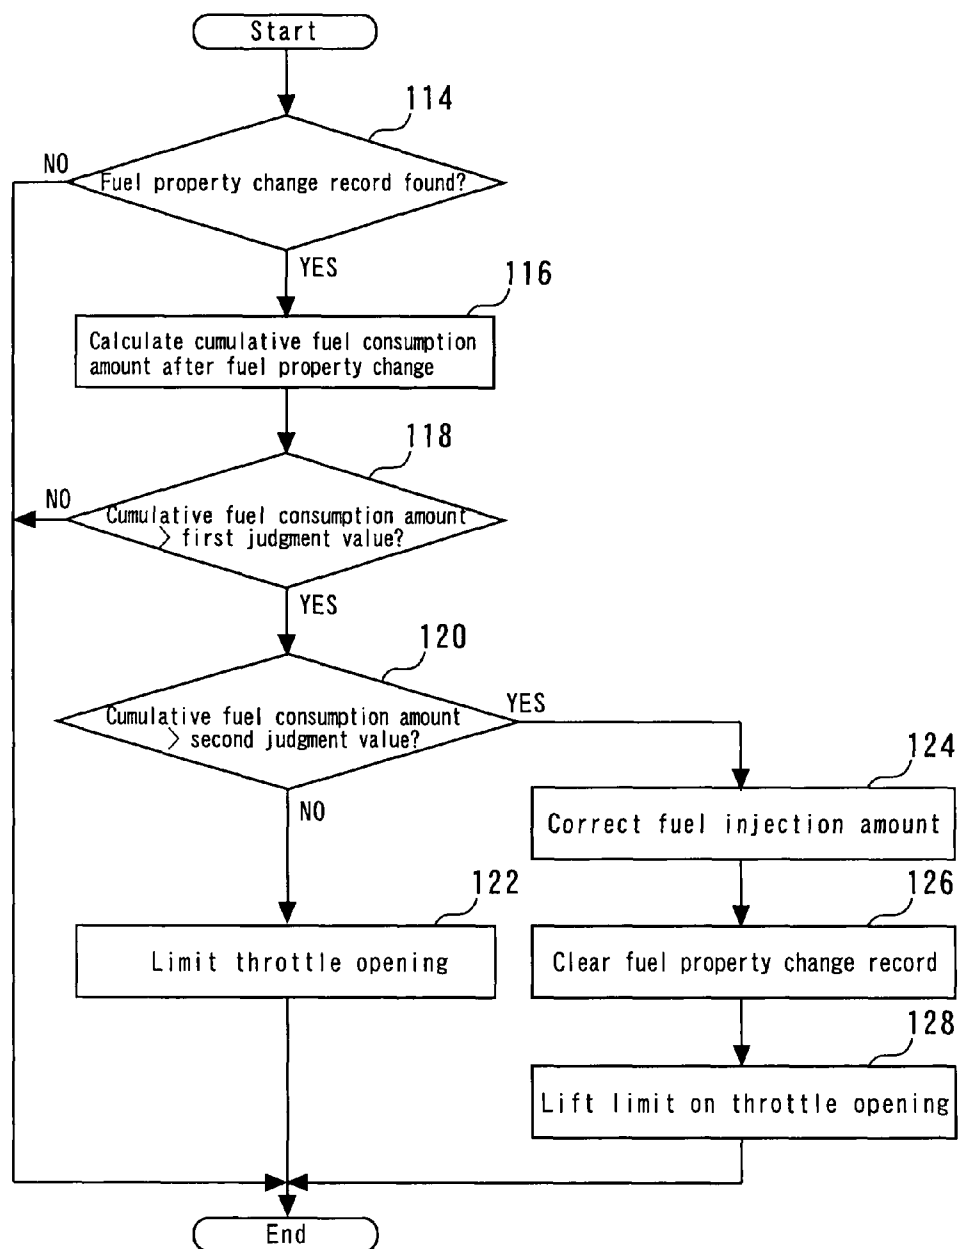 Start
114
NO
Fuel property change record found?
YES
116
Calculate cumulative fuel consumption
amount after fuel property change
118
NO
Cumulative fuel consumption amount
> first judgment value?
YES
120
YES
Cumulative fuel consumption amount
> second judgment value?
124
NO
Correct fuel injection amount
122
126
Limit throttle opening
Clear fuel property change record
128
Lift limit on throttle opening
End